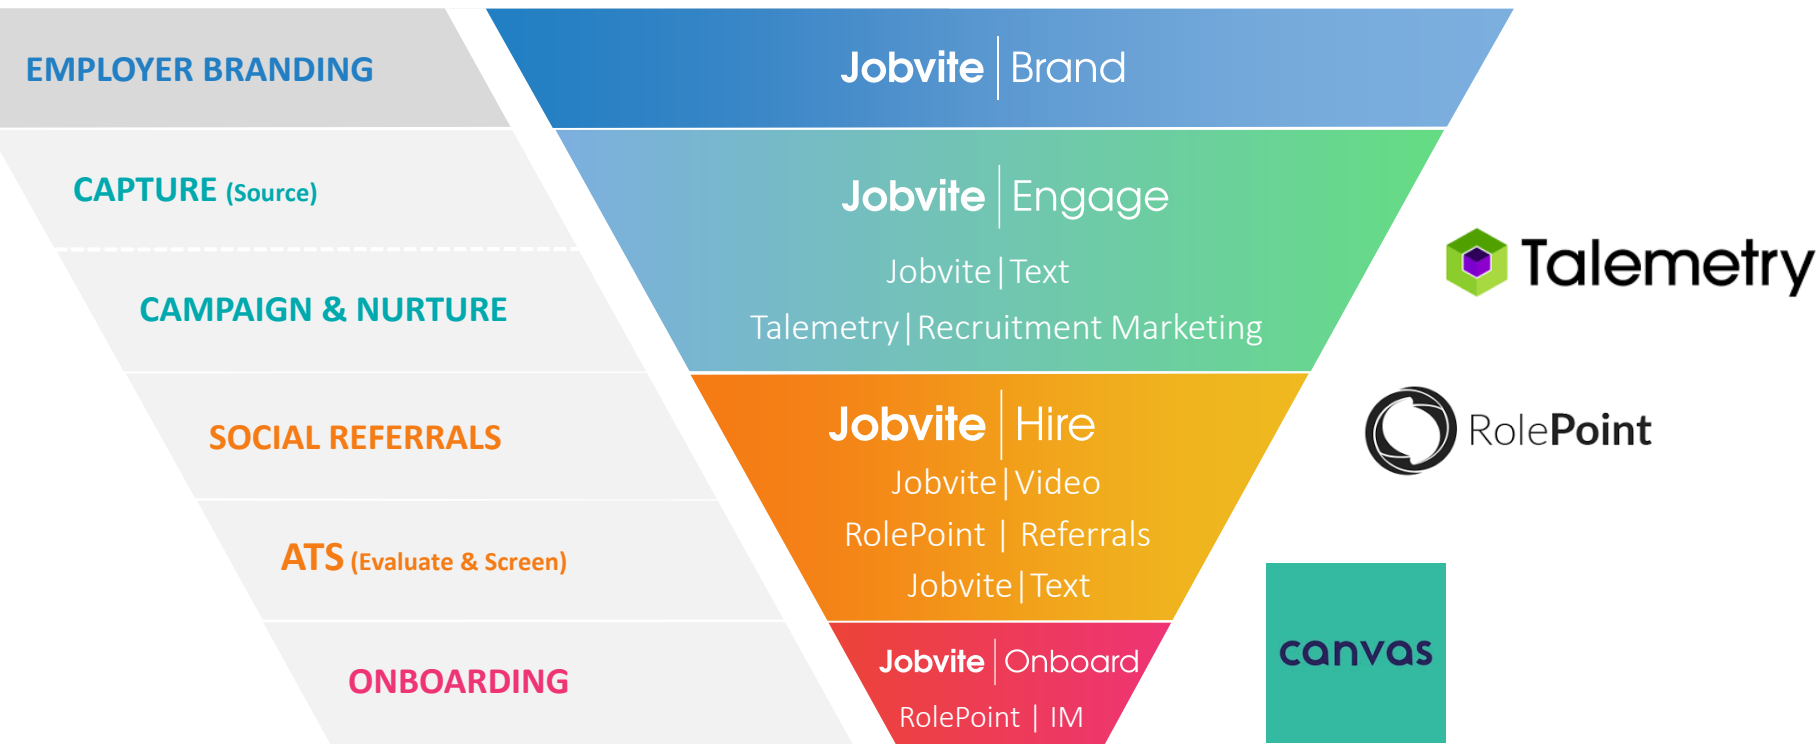 EMPLOYER BRANDING
Jobvite|Brand
CAPTURE (Source)
Jobvite|Engage
Jobvite|Text
Talemetry
CAMPAIGN & NURTURE
Talemetry|Recruitment Marketing
SOCIAL REFERRALS
Jobvite|Hire
RolePoint
Jobvite|Video
RolePoint | Referrals
ATS (Evaluate & Screen)
Jobvite|Text
ONBOARDING
Jobvite|Onboard
canvas
RolePoint | IM